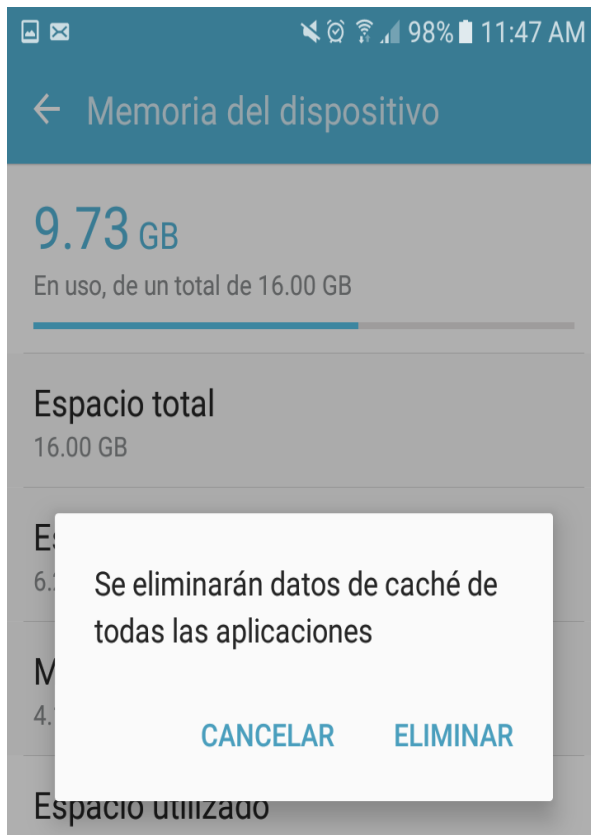 98% 11:47 AM
Memoria del dispositivo
9.73 GB
En uso, de un total de 16.00 GB
Espacio total
16.00 GB
Se eliminarán datos de caché de
todas las aplicaciones
CANCELAR ELIMINAR
Espacio utilizado